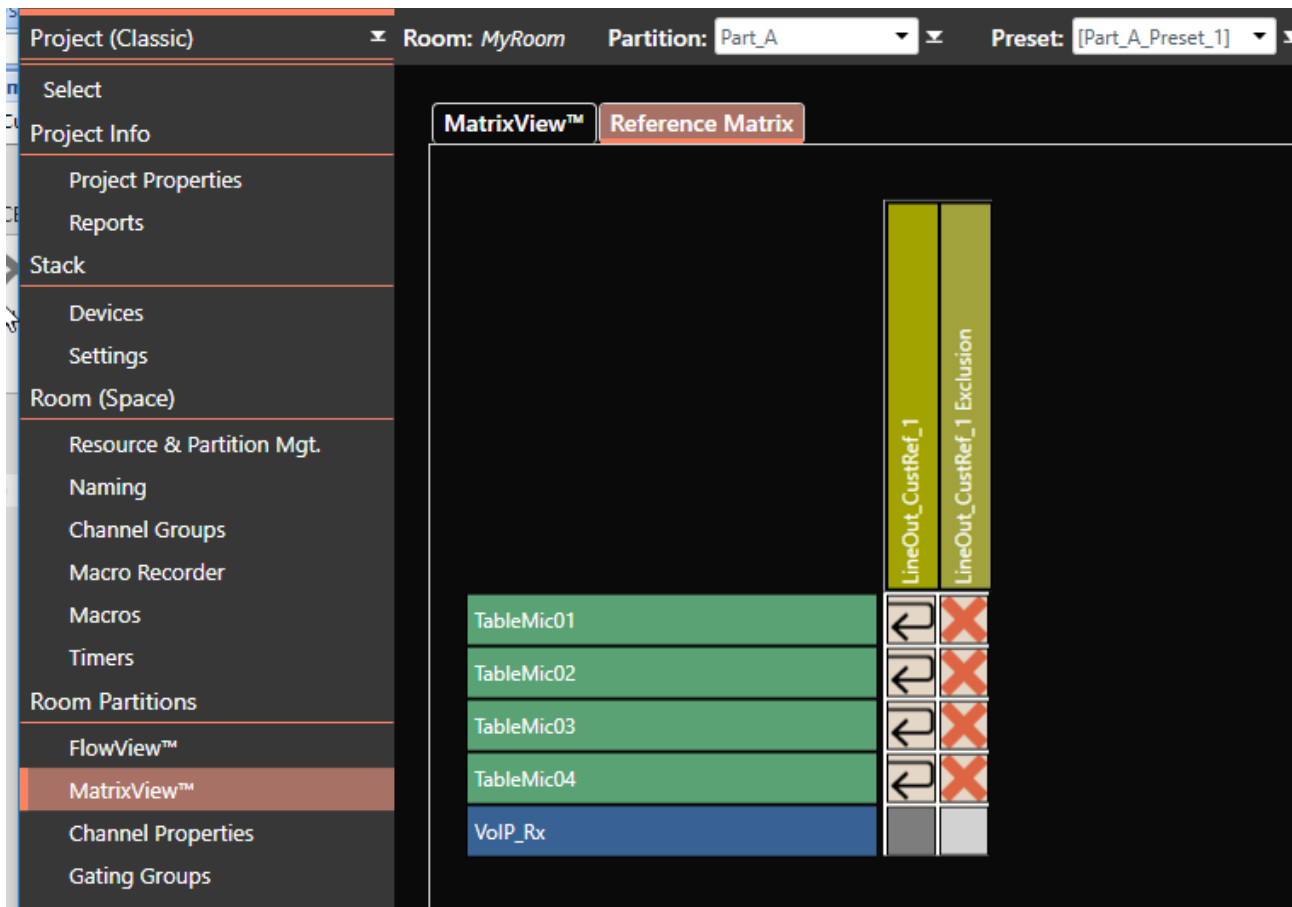 Project (Classic)
Room: MyRoom Partition: Part_A Preset: [Part_A_Preset_1]
Select
Project Info
Project Properties
Reports
Stack
Devices
Settings
Room (Space)
Resource & Partition Mgt.
Naming
Channel Groups
Macro Recorder
Macros
Timers
Room Partitions
FlowView™
MatrixView™
Channel Properties
Gating Groups
MatrixView™ Reference Matrix
LineOut_CustRef_1
LineOut_CustRef_1 Exclusion
TableMic01
TableMic02
TableMic03
TableMic04
VoIP_Rx